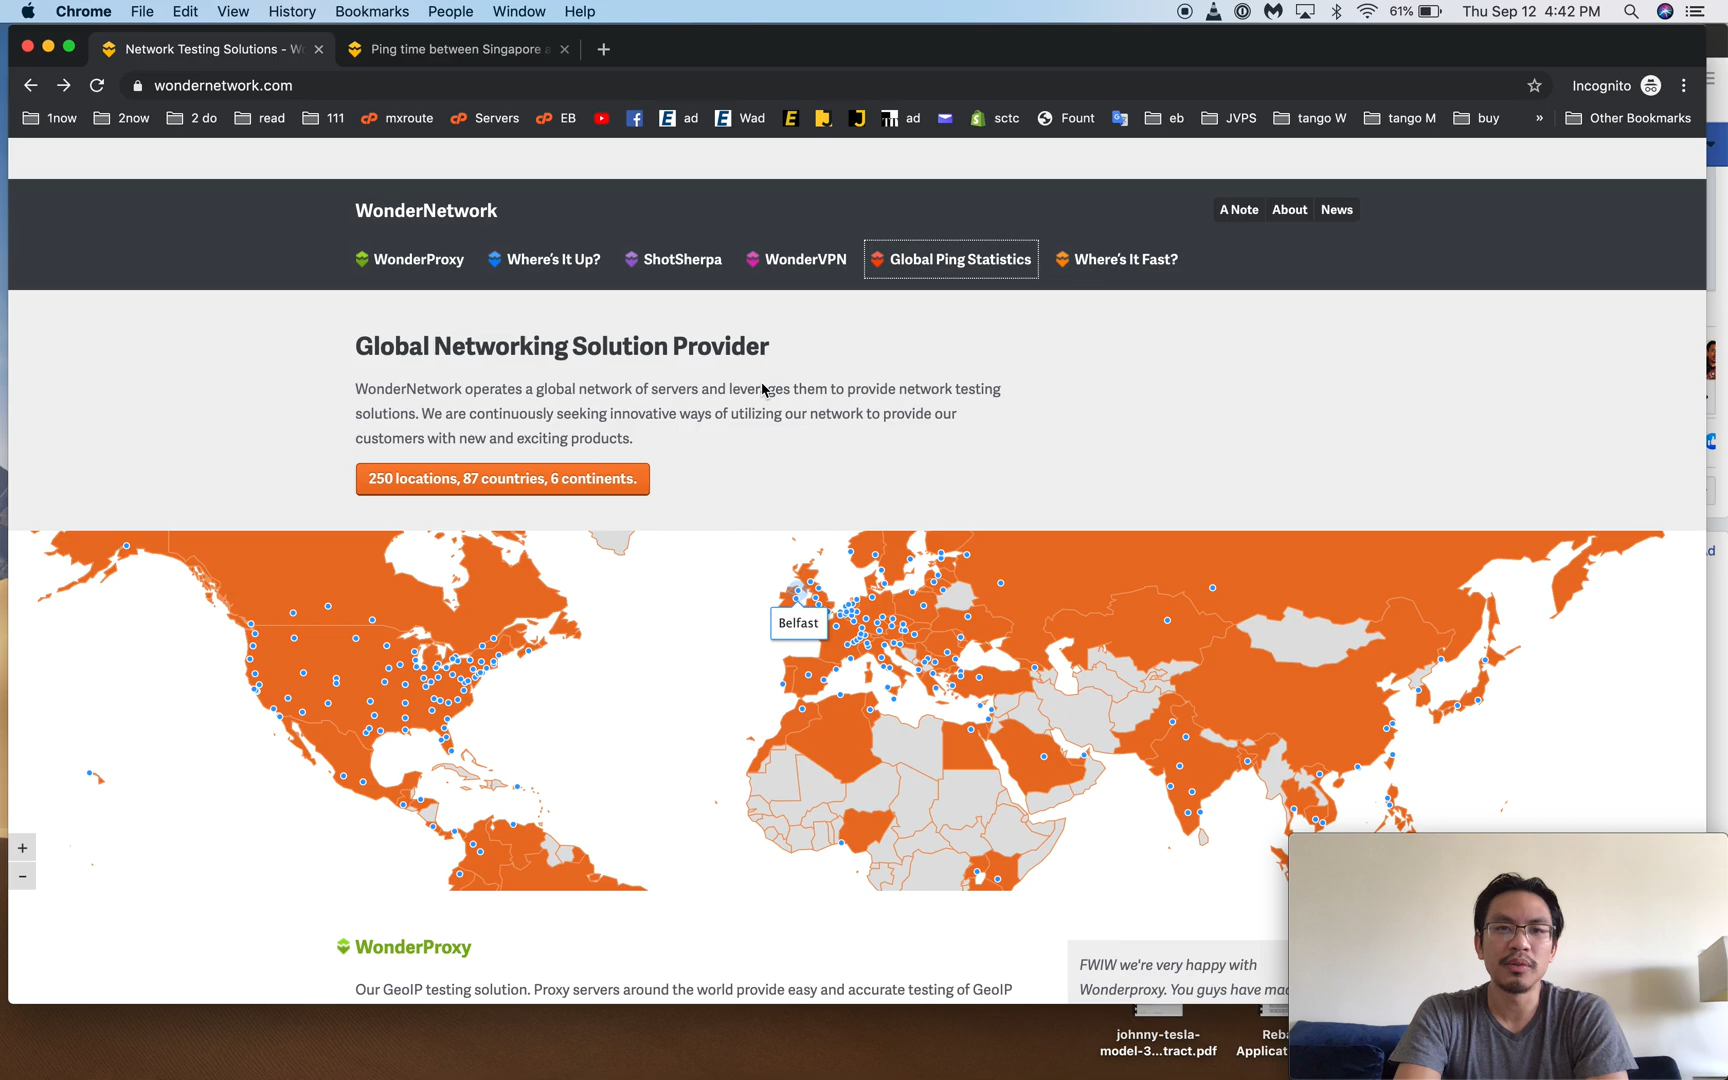 Chrome File Edit View History Bookmarks People Window Help 61% Thu Sep 12 4:42 PM
Network Testing Solutions - W Ping time between Singapore
wondernetwork.com Incognito
1now 2now 2 do read 111 mxroute Servers EB ad Wad ad sctc Fount eb JVPS tango W tango M buy » Other Bookmarks
WonderNetwork
A Note About News
WonderProxy Where's It Up? ShotSherpa WonderVPN Global Ping Statistics Where's It Fast?
Global Networking Solution Provider
WonderNetwork operates a global network of servers and leverages them to provide network testing
solutions. We are continuously seeking innovative ways of utilizing our network to provide our
customers with new and exciting products.
250 locations, 87 countries, 6 continents.
Belfast
+
-
WonderProxy
Our GeoIP testing solution. Proxy servers around the world provide easy and accurate testing of GeoIP
FWIW we're very happy with
Wonderproxy. You guys have
johnny-tesla-
model-3...tract.pdf